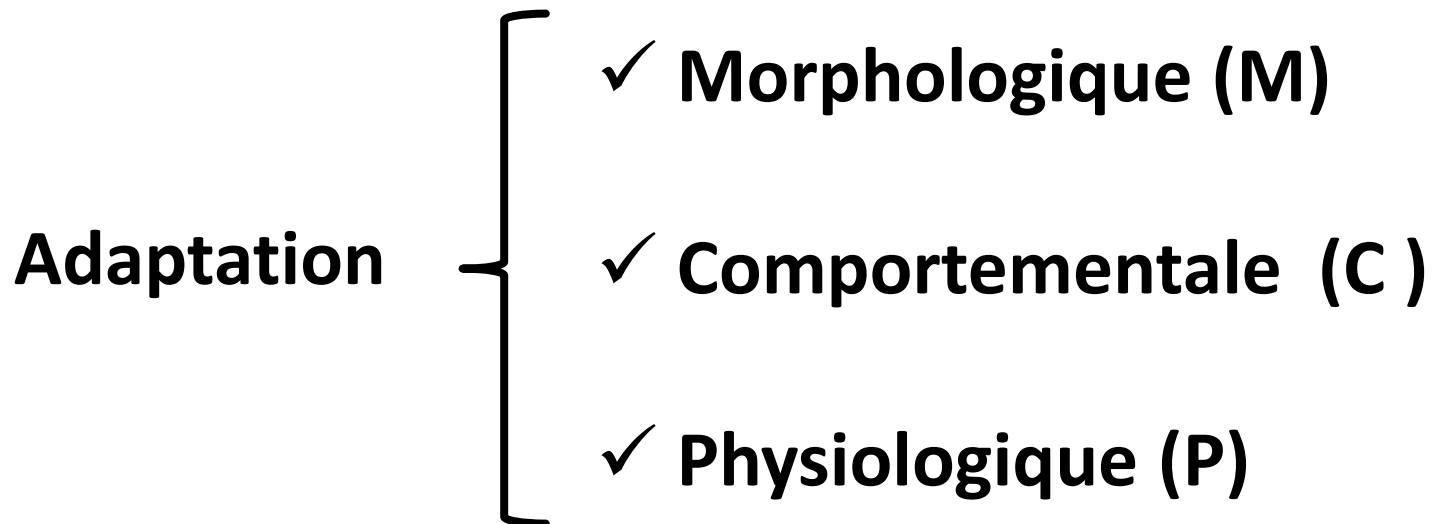 ✓ Morphologique (M)
Adaptation
✓ Comportementale (C )
✓ Physiologique (P)